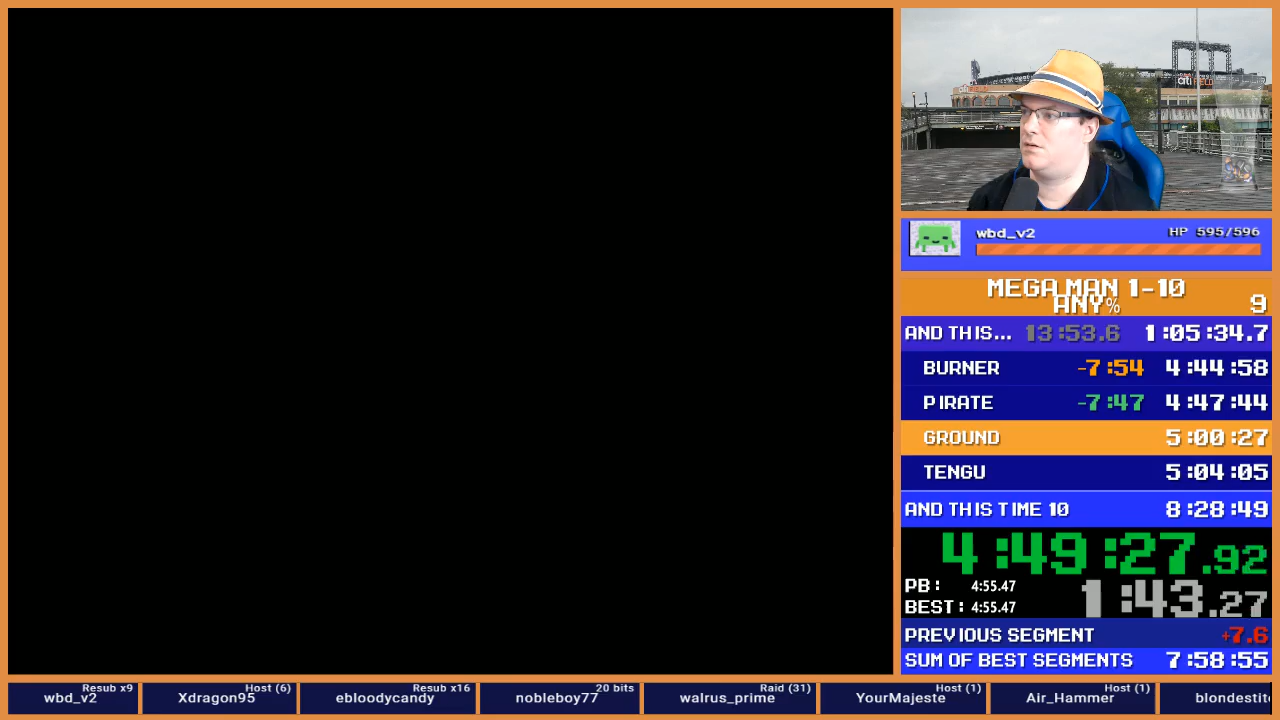 citi FIELD
wbd_v2 HP 595/596
MEGA MAN 1-10
ANY% 9
AND THIS... 13:53.6 1:05:34.7
BURNER -7:54 4:44:58
PIRATE -7:47 4:47:44
GROUND 5:00:27
TENGU 5:04:05
AND THIS TIME 10 8:28:49
4:49:27.92
PB: 4:55.47
BEST: 4:55.47
1:43.27
PREVIOUS SEGMENT +7.6
SUM OF BEST SEGMENTS 7:58:55
Resub x9
wbd_v2
Host (6)
Xdragon95
Resub x16
ebloodycandy
20 bits
nobleboy77
Raid (31)
walrus_prime
Host (1)
YourMajeste
Host (1)
Air_Hammer
blondestit